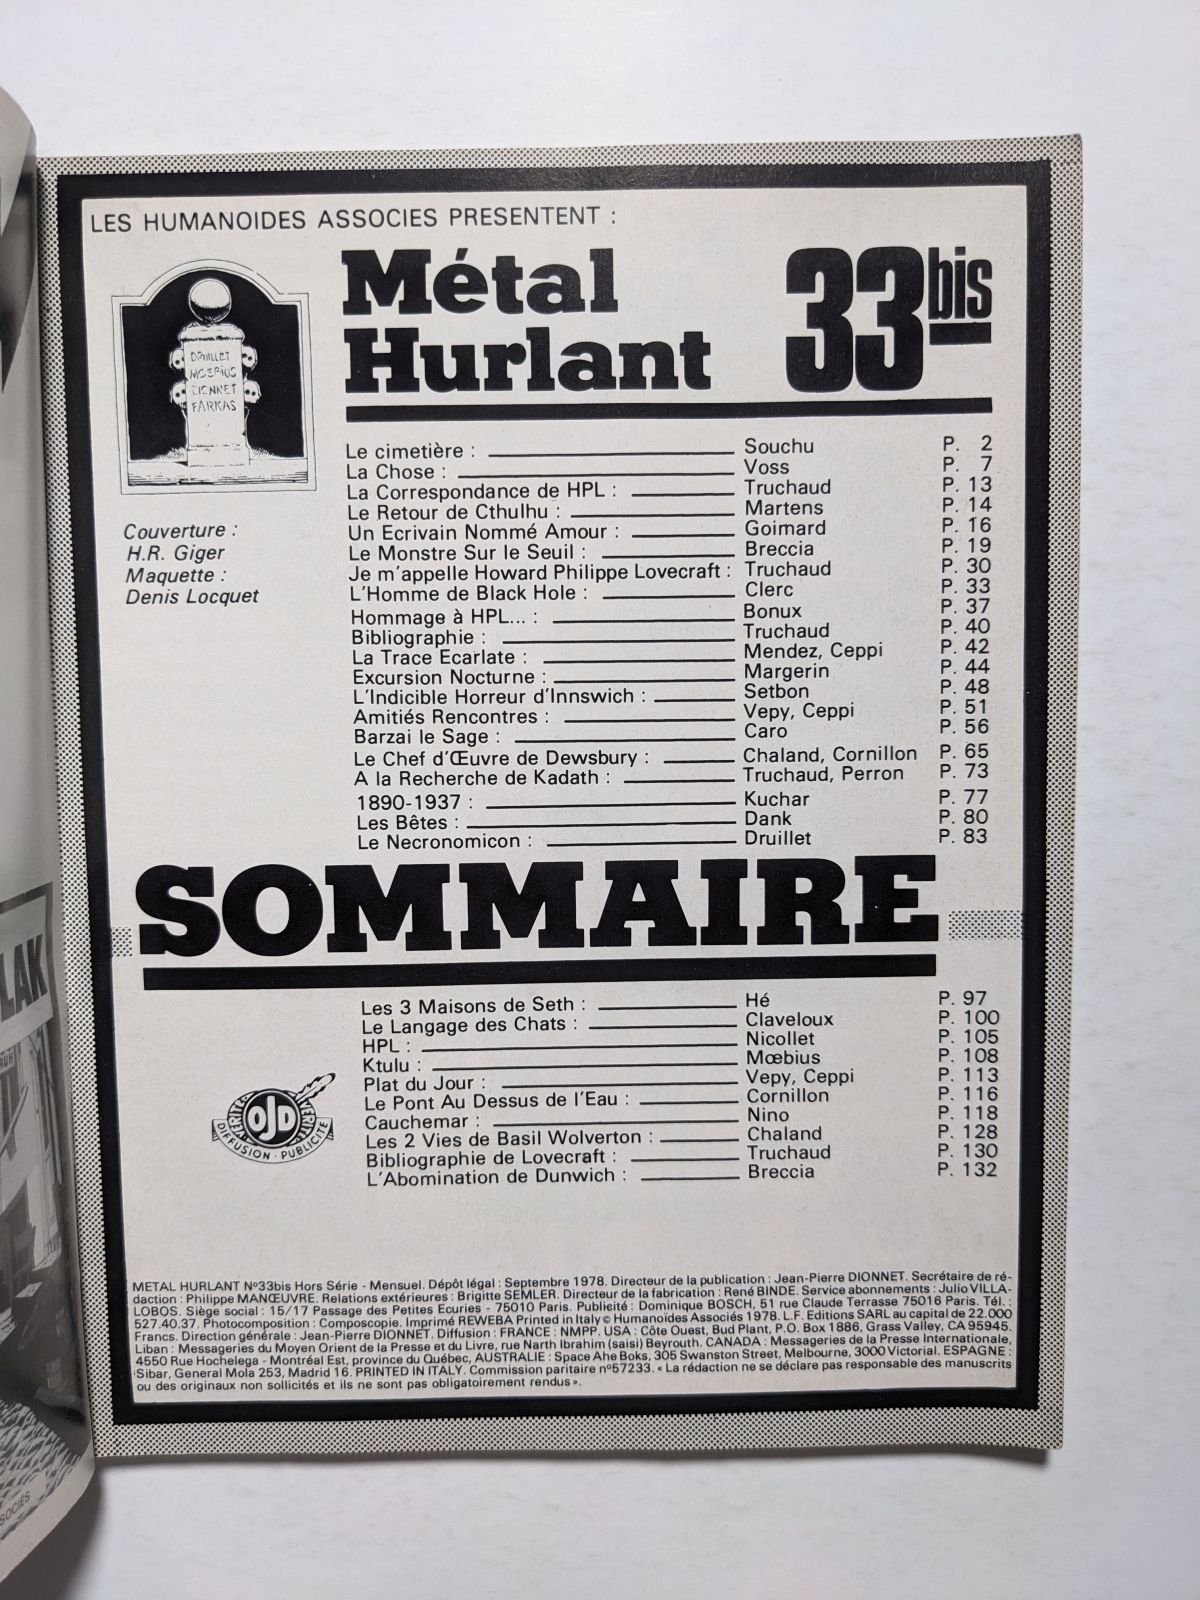 LES HUMANOIDES ASSOCIES PRESENTENT :
Métal
Hurlant
33 bis
DRUILLET
MOEBIUS
DIONNET
FARKAS
Couverture :
H.R. Giger
Maquette :
Denis Locquet
Le cimetière : Souchu P. 2
La Chose : Voss P. 7
La Correspondance de HPL : Truchaud P. 13
Le Retour de Cthulhu : Martens P. 14
Un Ecrivain Nommé Amour : Goimard P. 16
Le Monstre Sur le Seuil : Breccia P. 19
Je m'appelle Howard Philippe Lovecraft : Truchaud P. 30
L'Homme de Black Hole : Clerc P. 33
Hommage à HPL... : Bonux P. 37
Bibliographie : Truchaud P. 40
La Trace Ecarlate : Mendez, Ceppi P. 42
Excursion Nocturne : Margerin P. 44
L'Indicible Horreur d'Innswich : Setbon P. 48
Amitiés Rencontres : Vepy, Ceppi P. 51
Barzai le Sage : Caro P. 56
Le Chef d'Œuvre de Dewsbury : Chaland, Cornillon P. 65
A la Recherche de Kadath : Truchaud, Perron P. 73
1890-1937 : Kuchar P. 77
Les Bêtes : Dank P. 80
Le Necronomicon : Druillet P. 83
SOMMAIRE
Les 3 Maisons de Seth : Hé P. 97
Le Langage des Chats : Claveloux P. 100
HPL : Nicollet P. 105
Ktulu : Mœbius P. 108
Plat du Jour : Vepy, Ceppi P. 113
Le Pont Au Dessus de l'Eau : Cornillon P. 116
Cauchemar : Nino P. 118
Les 2 Vies de Basil Wolverton : Chaland P. 128
Bibliographie de Lovecraft : Truchaud P. 130
L'Abomination de Dunwich : Breccia P. 132
OJD
DIFFUSION · PUBLICITE
METAL HURLANT Nº33bis Hors Série - Mensuel. Dépôt légal : Septembre 1978. Directeur de la publication : Jean-Pierre DIONNET. Secrétaire de ré-
daction : Philippe MANŒUVRE. Relations extérieures : Brigitte SEMLER. Directeur de la fabrication : René BINDE. Service abonnements : Julio VILLA-
LOBOS. Siège social : 15/17 Passage des Petites Ecuries - 75010 Paris. Publicité : Dominique BOSCH, 51 rue Claude Terrasse 75016 Paris. Tél. :
527.40.37. Photocomposition : Composcopie. Imprimé REWEBA Printed in Italy © Humanoides Associés 1978. L.F. Editions SARL au capital de 22.000
Francs. Direction générale : Jean-Pierre DIONNET. Diffusion : FRANCE : NMPP. USA : Côte Ouest, Bud Plant, P.O. Box 1886, Grass Valley, CA 95945.
Liban : Messageries du Moyen Orient de la Presse et du Livre, rue Narth Ibrahim (saisi) Beyrouth. CANADA : Messageries de la Presse Internationale,
4550 Rue Hochelega - Montréal Est, province du Québec, AUSTRALIE : Space Ahe Boks, 305 Swanston Street, Melbourne, 3000 Victorial. ESPAGNE :
Sibar, General Mola 253, Madrid 16. PRINTED IN ITALY. Commission paritaire nº57233. « La rédaction ne se déclare pas responsable des manuscrits
ou des originaux non sollicités et ils ne sont pas obligatoirement rendus ».
LAK
SOCIÉS